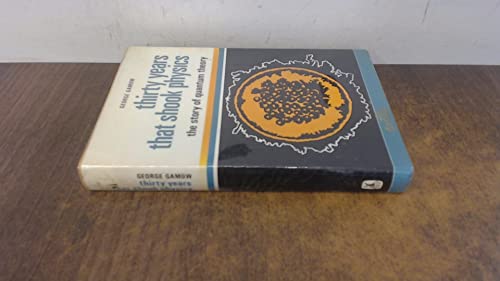 GEORGE GAMOW
thirty years
that shook physics
the story of quantum theory
GEORGE GAMOW
thirty years